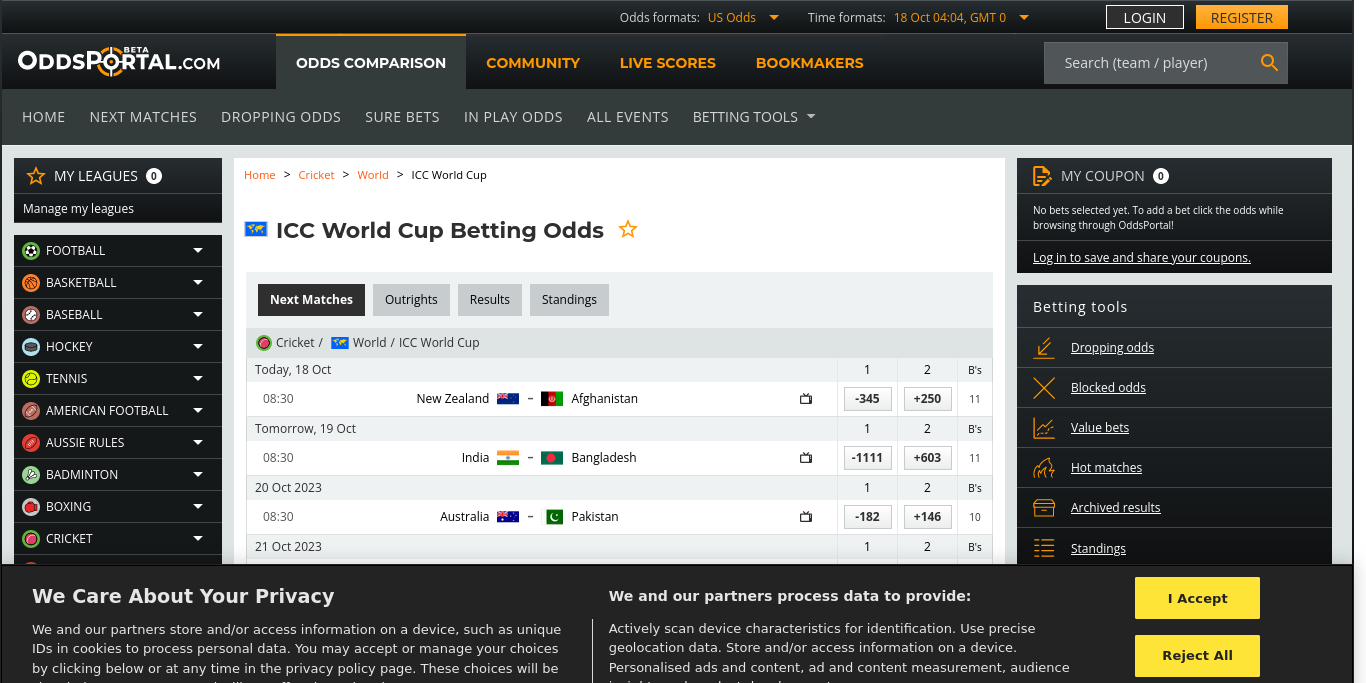 Odds formats: US Odds
Time formats: 18 Oct 04:04, GMT 0
LOGIN
REGISTER
ODDSPORTAL.COM
BETA
ODDS COMPARISON
COMMUNITY
LIVE SCORES
BOOKMAKERS
Search (team / player)
HOME
NEXT MATCHES
DROPPING ODDS
SURE BETS
IN PLAY ODDS
ALL EVENTS
BETTING TOOLS
MY LEAGUES 0
Manage my leagues
FOOTBALL
BASKETBALL
BASEBALL
HOCKEY
TENNIS
AMERICAN FOOTBALL
AUSSIE RULES
BADMINTON
BOXING
CRICKET
Home > Cricket > World > ICC World Cup
ICC World Cup Betting Odds
Next Matches
Outrights
Results
Standings
Cricket / World / ICC World Cup
Today, 18 Oct 1 2 B's
08:30 New Zealand – Afghanistan -345 +250 11
Tomorrow, 19 Oct 1 2 B's
08:30 India – Bangladesh -1111 +603 11
20 Oct 2023 1 2 B's
08:30 Australia – Pakistan -182 +146 10
21 Oct 2023 1 2 B's
MY COUPON 0
No bets selected yet. To add a bet click the odds while
browsing through OddsPortal!
Log in to save and share your coupons.
Betting tools
Dropping odds
Blocked odds
Value bets
Hot matches
Archived results
Standings
We Care About Your Privacy
We and our partners store and/or access information on a device, such as unique
IDs in cookies to process personal data. You may accept or manage your choices
by clicking below or at any time in the privacy policy page. These choices will be
We and our partners process data to provide:
Actively scan device characteristics for identification. Use precise
geolocation data. Store and/or access information on a device.
Personalised ads and content, ad and content measurement, audience
I Accept
Reject All